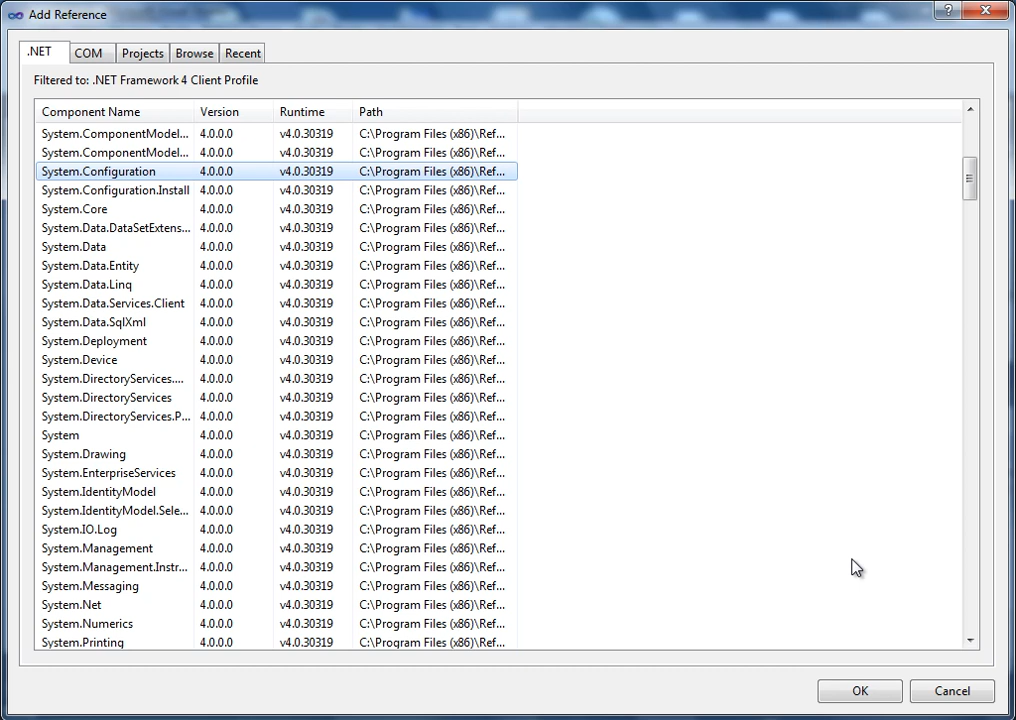 Add Reference
.NET COM Projects Browse Recent
Filtered to: .NET Framework 4 Client Profile
Component Name Version Runtime Path
System.ComponentModel... 4.0.0.0 v4.0.30319 C:\Program Files (x86)\Ref...
System.ComponentModel... 4.0.0.0 v4.0.30319 C:\Program Files (x86)\Ref...
System.Configuration 4.0.0.0 v4.0.30319 C:\Program Files (x86)\Ref...
System.Configuration.Install 4.0.0.0 v4.0.30319 C:\Program Files (x86)\Ref...
System.Core 4.0.0.0 v4.0.30319 C:\Program Files (x86)\Ref...
System.Data.DataSetExtens... 4.0.0.0 v4.0.30319 C:\Program Files (x86)\Ref...
System.Data 4.0.0.0 v4.0.30319 C:\Program Files (x86)\Ref...
System.Data.Entity 4.0.0.0 v4.0.30319 C:\Program Files (x86)\Ref...
System.Data.Linq 4.0.0.0 v4.0.30319 C:\Program Files (x86)\Ref...
System.Data.Services.Client 4.0.0.0 v4.0.30319 C:\Program Files (x86)\Ref...
System.Data.SqlXml 4.0.0.0 v4.0.30319 C:\Program Files (x86)\Ref...
System.Deployment 4.0.0.0 v4.0.30319 C:\Program Files (x86)\Ref...
System.Device 4.0.0.0 v4.0.30319 C:\Program Files (x86)\Ref...
System.DirectoryServices.... 4.0.0.0 v4.0.30319 C:\Program Files (x86)\Ref...
System.DirectoryServices 4.0.0.0 v4.0.30319 C:\Program Files (x86)\Ref...
System.DirectoryServices.P... 4.0.0.0 v4.0.30319 C:\Program Files (x86)\Ref...
System 4.0.0.0 v4.0.30319 C:\Program Files (x86)\Ref...
System.Drawing 4.0.0.0 v4.0.30319 C:\Program Files (x86)\Ref...
System.EnterpriseServices 4.0.0.0 v4.0.30319 C:\Program Files (x86)\Ref...
System.IdentityModel 4.0.0.0 v4.0.30319 C:\Program Files (x86)\Ref...
System.IdentityModel.Sele... 4.0.0.0 v4.0.30319 C:\Program Files (x86)\Ref...
System.IO.Log 4.0.0.0 v4.0.30319 C:\Program Files (x86)\Ref...
System.Management 4.0.0.0 v4.0.30319 C:\Program Files (x86)\Ref...
System.Management.Instr... 4.0.0.0 v4.0.30319 C:\Program Files (x86)\Ref...
System.Messaging 4.0.0.0 v4.0.30319 C:\Program Files (x86)\Ref...
System.Net 4.0.0.0 v4.0.30319 C:\Program Files (x86)\Ref...
System.Numerics 4.0.0.0 v4.0.30319 C:\Program Files (x86)\Ref...
System.Printing 4.0.0.0 v4.0.30319 C:\Program Files (x86)\Ref...
OK Cancel